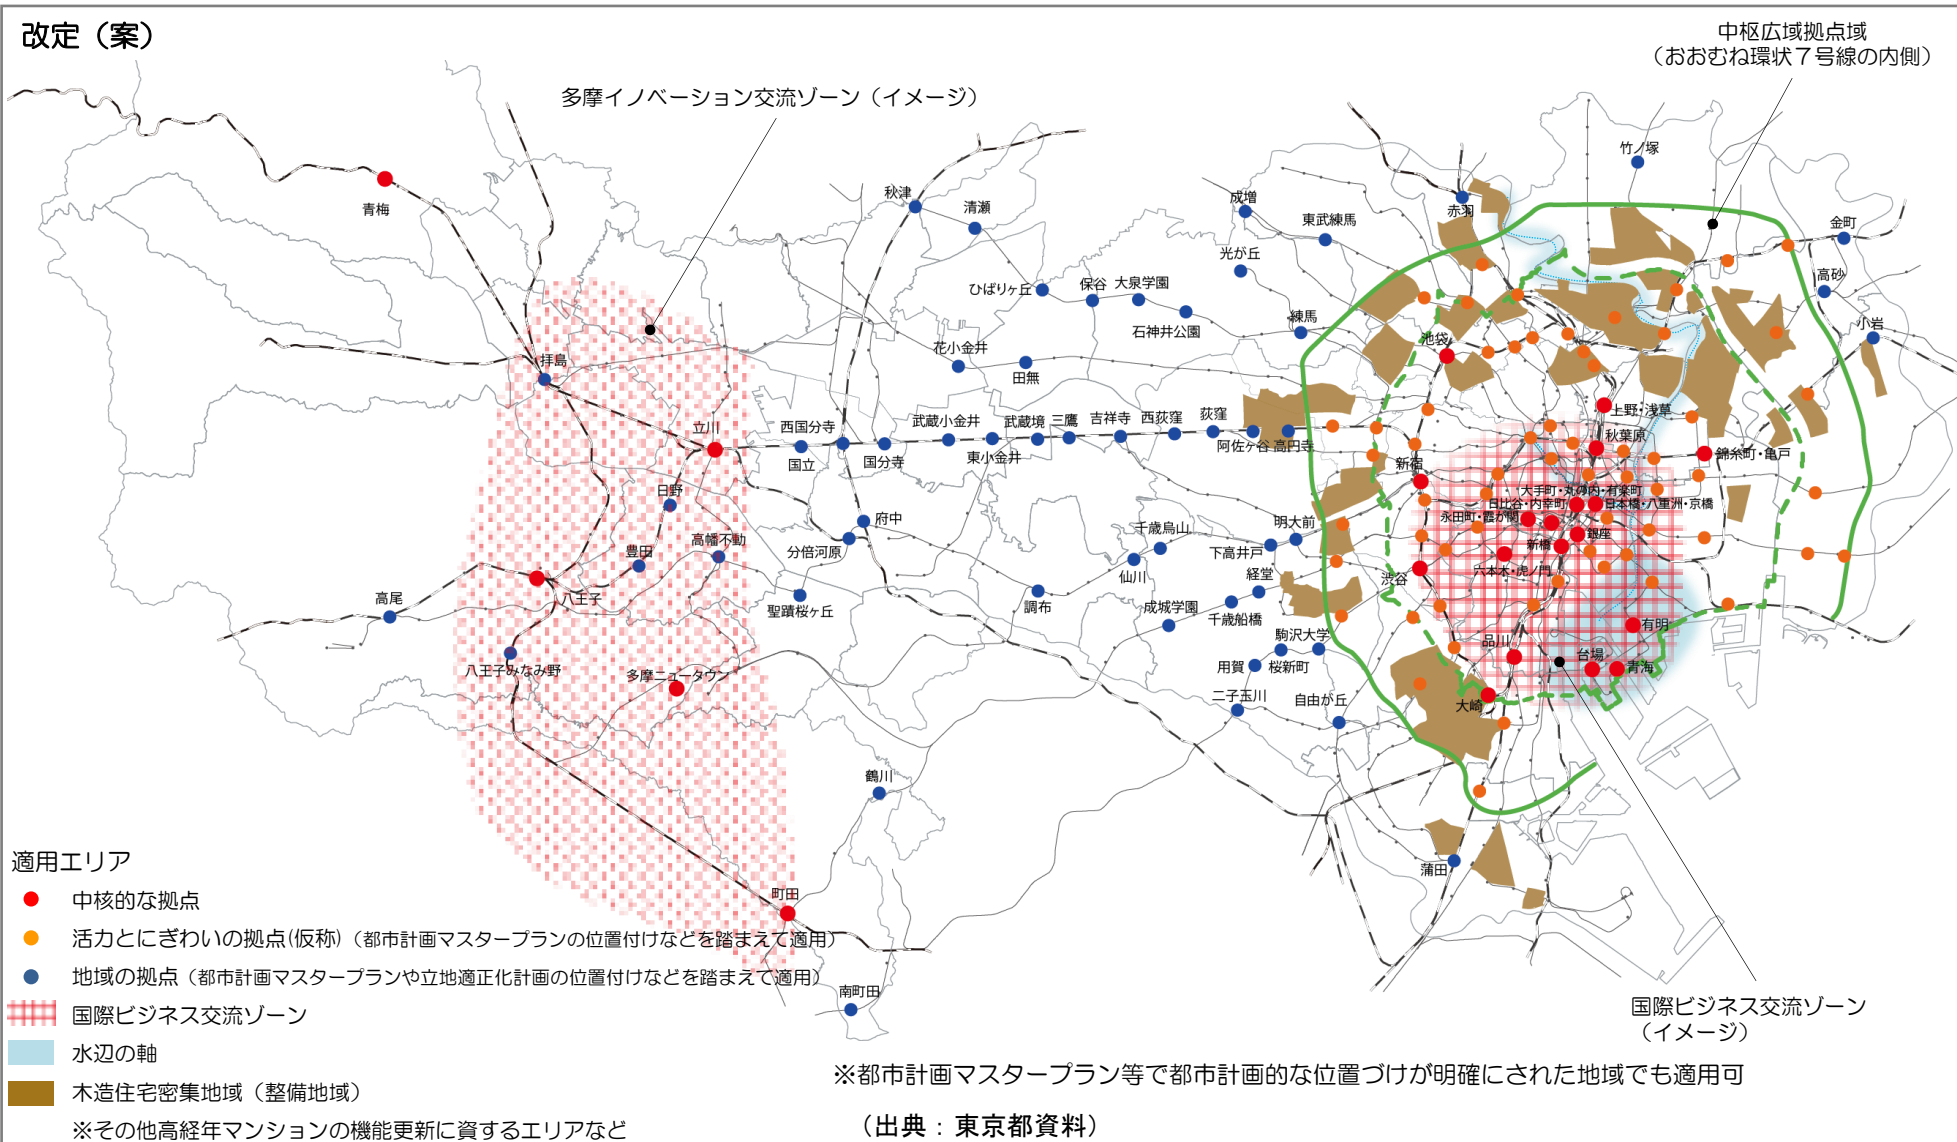 改定（案）
中枢広域拠点域
（おおむね環状７号線の内側）
多摩イノベーション交流ゾーン（イメージ）
青梅
秋津
清瀬
成増
東武練馬
赤羽
竹ノ塚
金町
高砂
小岩
光が丘
ひばりヶ丘
保谷
大泉学園
石神井公園
練馬
池袋
花小金井
田無
拝島
立川
西国分寺
国立
国分寺
武蔵小金井
東小金井
武蔵境
三鷹
吉祥寺
西荻窪
荻窪
阿佐ヶ谷
高円寺
上野・浅草
秋葉原
錦糸町・亀戸
新宿
大手町・丸の内・有楽町
日比谷・内幸町
日本橋・八重洲・京橋
永田町・霞が関
銀座
新橋
六本木・虎ノ門
渋谷
日野
府中
分倍河原
高幡不動
豊田
八王子
高尾
聖蹟桜ヶ丘
調布
千歳烏山
仙川
下高井戸
明大前
経堂
千歳船橋
成城学園
駒沢大学
用賀
桜新町
二子玉川
自由が丘
八王子みなみ野
多摩ニュータウン
品川
有明
台場
青海
大崎
鶴川
町田
南町田
蒲田
国際ビジネス交流ゾーン
（イメージ）
適用エリア
中核的な拠点
活力とにぎわいの拠点(仮称)（都市計画マスタープランの位置付けなどを踏まえて適用）
地域の拠点（都市計画マスタープランや立地適正化計画の位置付けなどを踏まえて適用）
国際ビジネス交流ゾーン
水辺の軸
木造住宅密集地域（整備地域）
※その他高経年マンションの機能更新に資するエリアなど
※都市計画マスタープラン等で都市計画的な位置づけが明確にされた地域でも適用可
（出典：東京都資料）